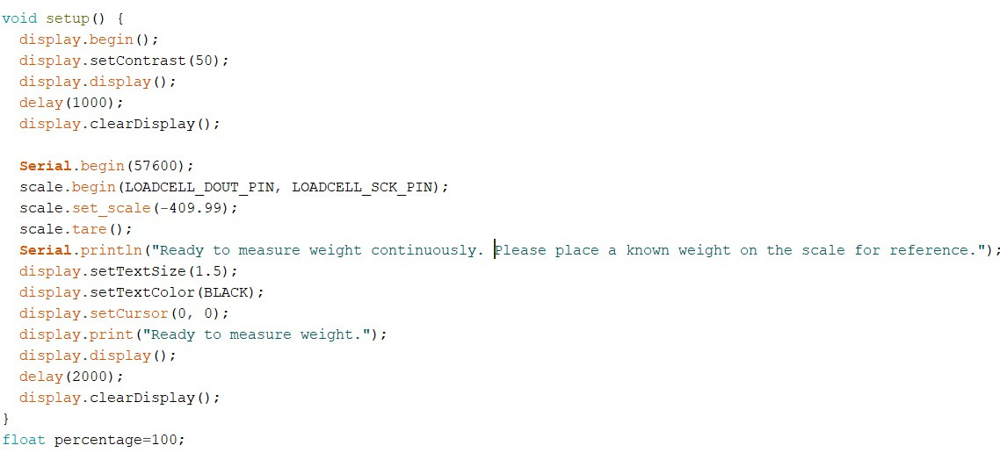 void setup() {
  display.begin();
  display.setContrast(50);
  display.display();
  delay(1000);
  display.clearDisplay();

  Serial.begin(57600);
  scale.begin(LOADCELL_DOUT_PIN, LOADCELL_SCK_PIN);
  scale.set_scale(-409.99);
  scale.tare();
  Serial.println("Ready to measure weight continuously. Please place a known weight on the scale for reference.");
  display.setTextSize(1.5);
  display.setTextColor(BLACK);
  display.setCursor(0, 0);
  display.print("Ready to measure weight.");
  display.display();
  delay(2000);
  display.clearDisplay();
}
float percentage=100;